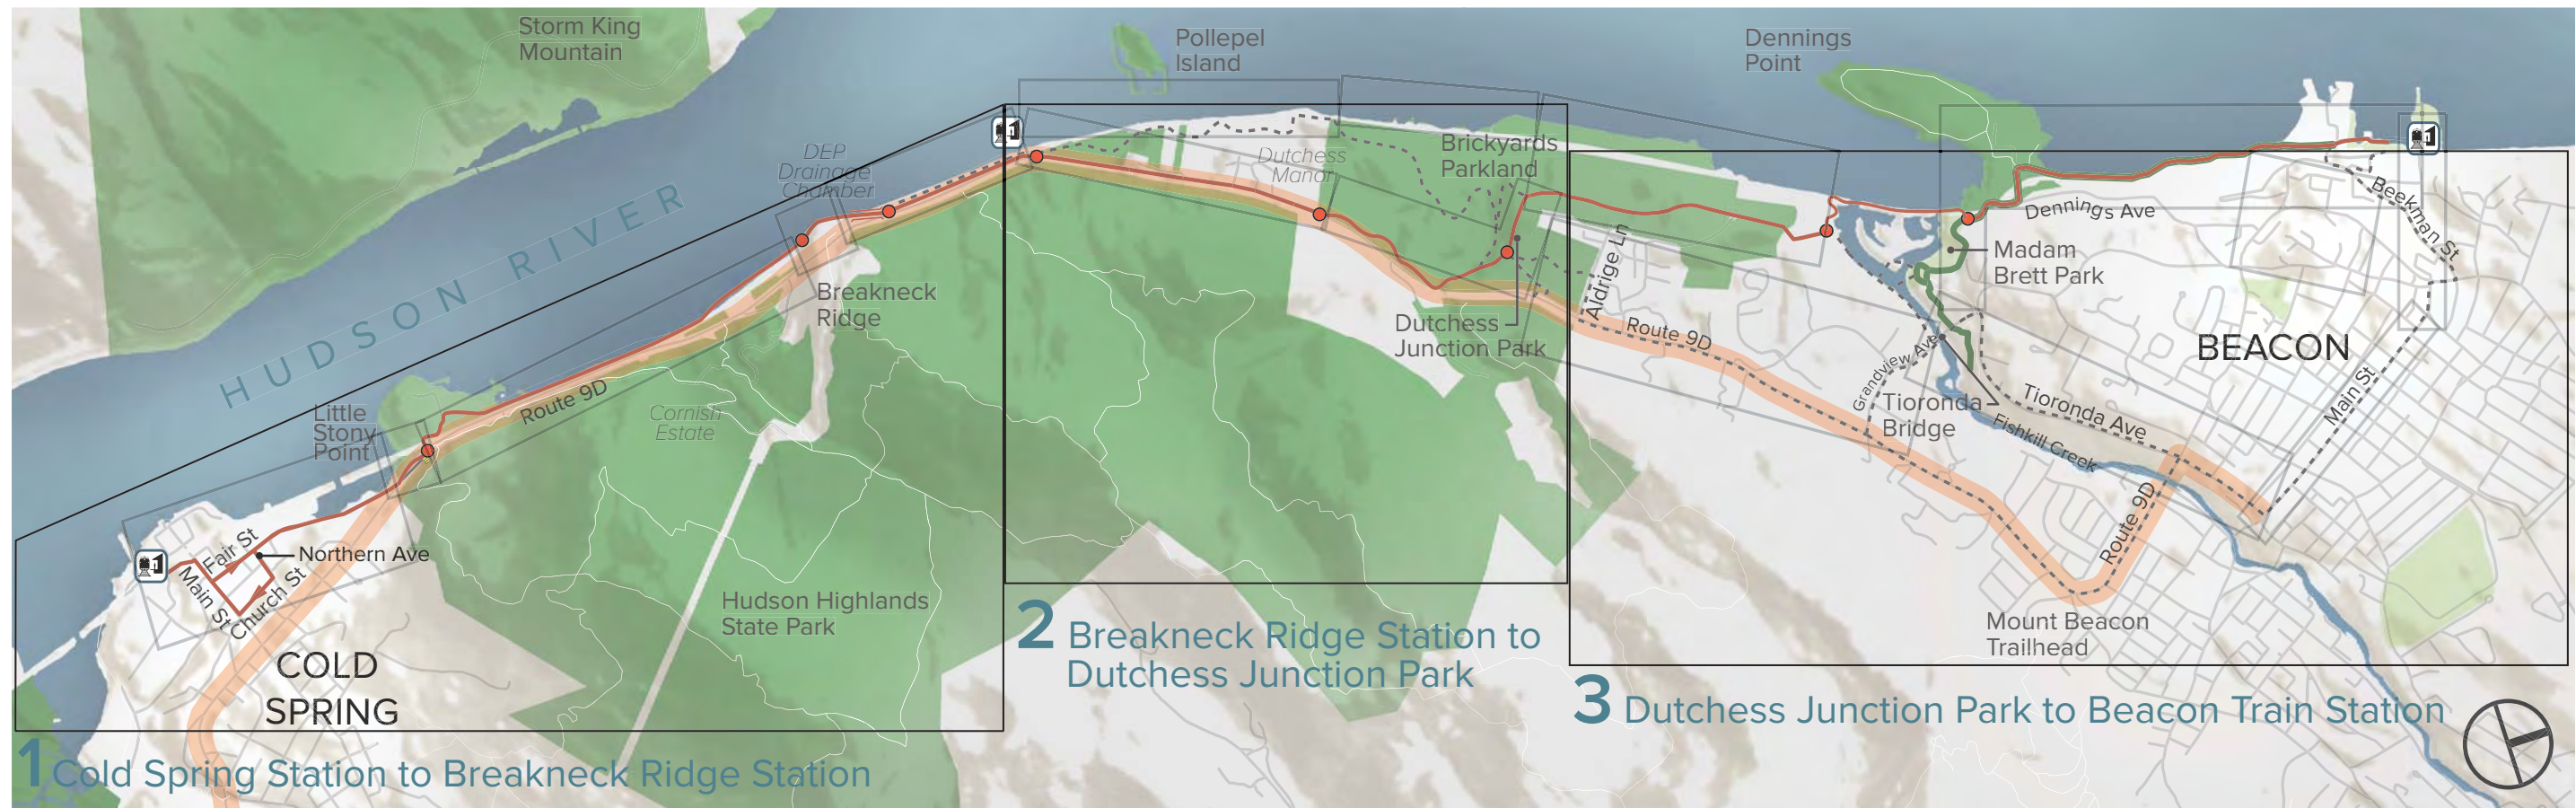 Storm King
Mountain
Pollepel
Island
Dennings
Point
HUDSON RIVER
DEP
Drainage
Chamber
Dutchess
Manor
Brickyards
Parkland
Breakneck
Ridge
Little
Stony
Point
Route 9D
Cornish
Estate
Dutchess
Junction Park
Aldrige Ln
Route 9D
Dennings Ave
Madam
Brett Park
Beekman St
BEACON
Main St
Grandview Ave
Tioronda
Bridge
Tioronda Ave
Fishkill Creek
Route 9D
Mount Beacon
Trailhead
Fair St
Northern Ave
Main St
Church St
COLD
SPRING
Hudson Highlands
State Park
2 Breakneck Ridge Station to
Dutchess Junction Park
3 Dutchess Junction Park to Beacon Train Station
1 Cold Spring Station to Breakneck Ridge Station